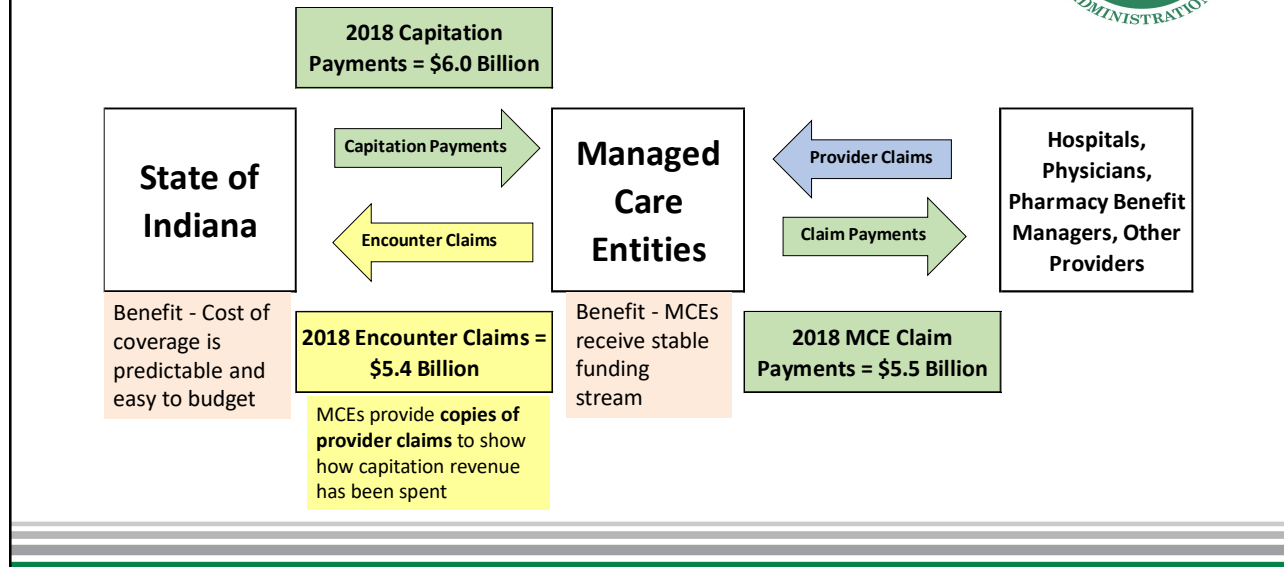 ADMINISTRATION
2018 Capitation
Payments = $6.0 Billion
State of
Indiana
Capitation Payments
Encounter Claims
Managed
Care
Entities
Provider Claims
Claim Payments
Hospitals,
Physicians,
Pharmacy Benefit
Managers, Other
Providers
Benefit - Cost of
coverage is
predictable and
easy to budget
2018 Encounter Claims =
$5.4 Billion
MCEs provide copies of
provider claims to show
how capitation revenue
has been spent
Benefit - MCEs
receive stable
funding
stream
2018 MCE Claim
Payments = $5.5 Billion